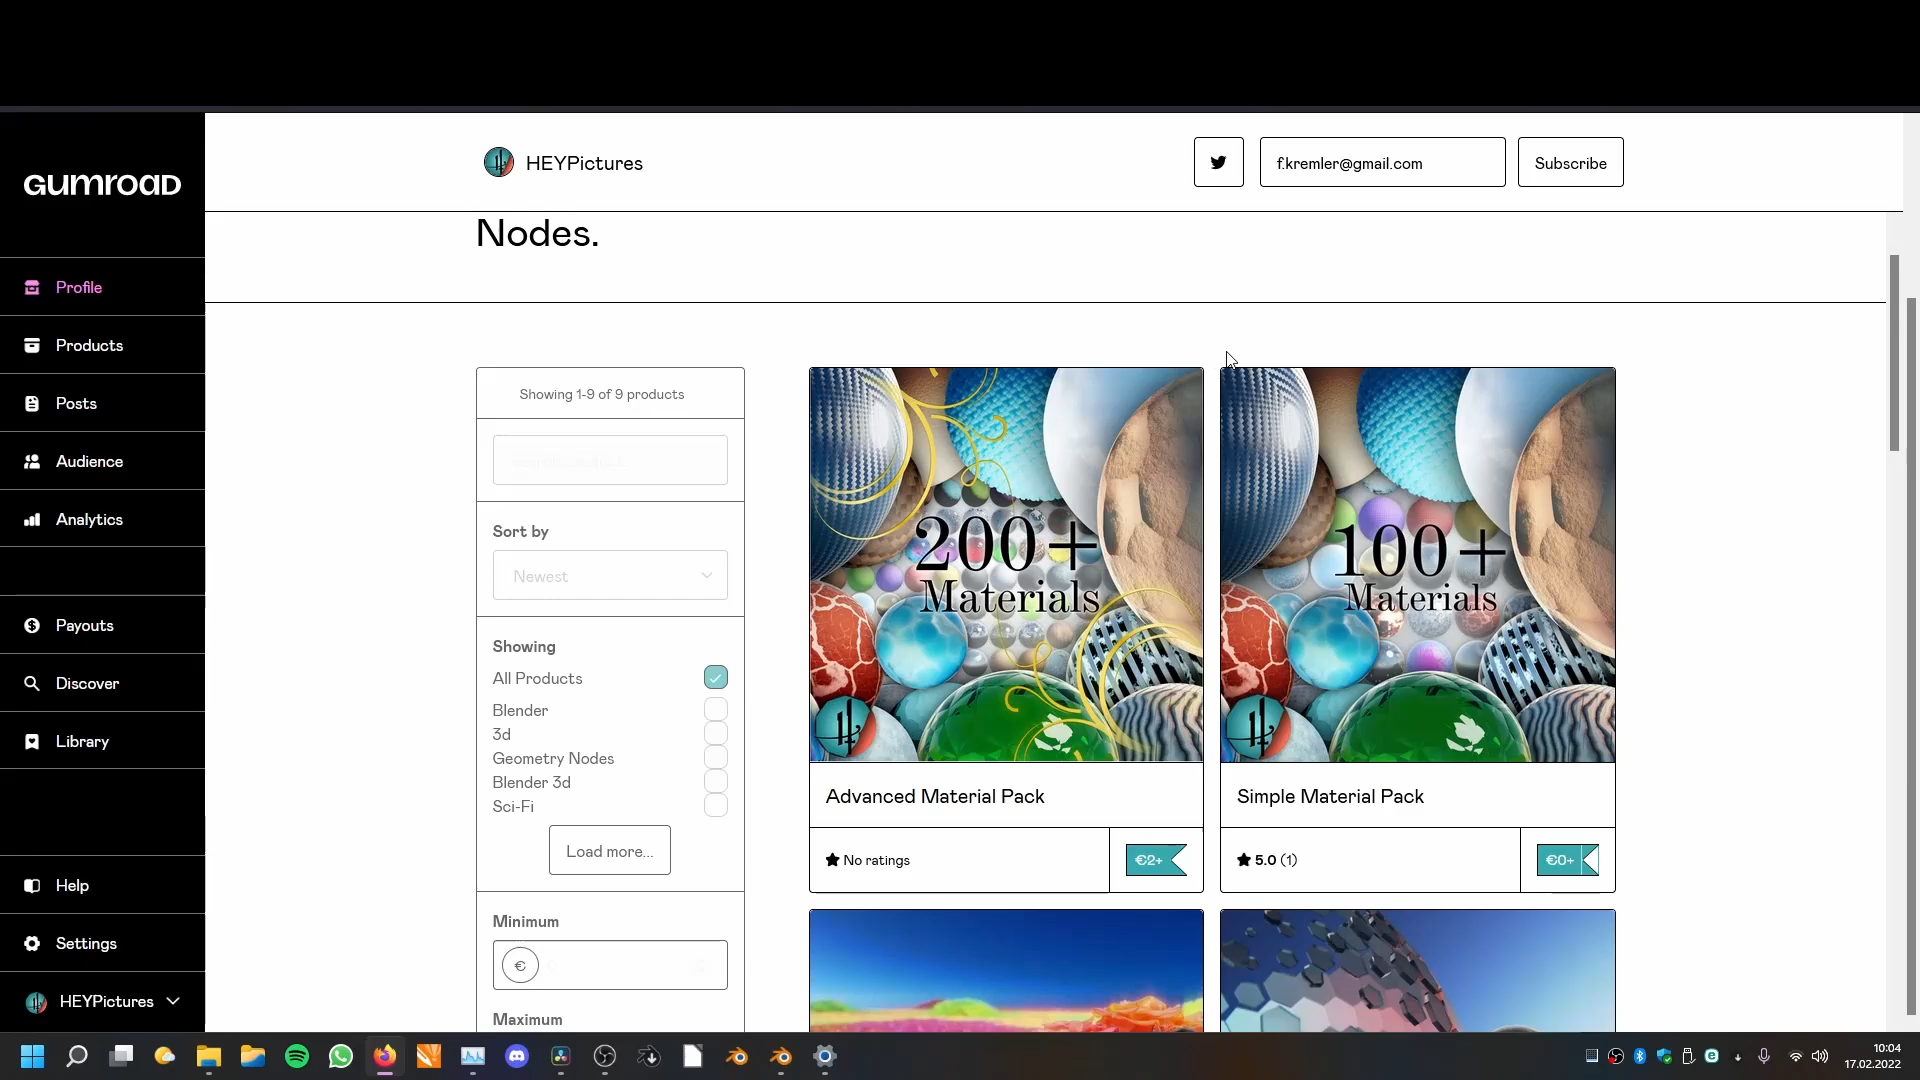 GUMROAD
HEYPictures
f.kremler@gmail.com
Subscribe
Nodes.
Profile
Products
Posts
Audience
Analytics
Payouts
Discover
Library
Help
Settings
HEYPictures
Showing 1-9 of 9 products
Sort by
Newest
Showing
All Products
Blender
3d
Geometry Nodes
Blender 3d
Sci-Fi
Load more...
Minimum
€
Maximum
200+
Materials
Advanced Material Pack
No ratings
€2+
100+
Materials
Simple Material Pack
5.0 (1)
€0+
10:04
17.02.2022